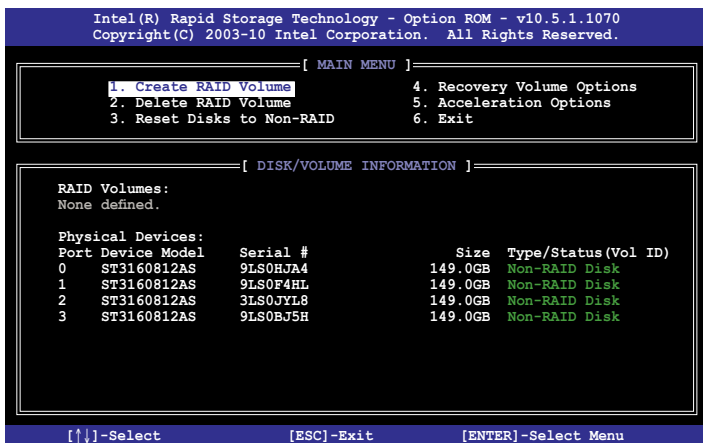 Intel(R) Rapid Storage Technology - Option ROM - v10.5.1.1070
Copyright(C) 2003-10 Intel Corporation. All Rights Reserved.
[ MAIN MENU ]
1. Create RAID Volume 4. Recovery Volume Options
2. Delete RAID Volume 5. Acceleration Options
3. Reset Disks to Non-RAID 6. Exit
[ DISK/VOLUME INFORMATION ]
RAID Volumes:
None defined.
Physical Devices:
Port Device Model Serial # Size Type/Status(Vol ID)
0 ST3160812AS 9LS0HJA4 149.0GB Non-RAID Disk
1 ST3160812AS 9LS0F4HL 149.0GB Non-RAID Disk
2 ST3160812AS 3LS0JYL8 149.0GB Non-RAID Disk
3 ST3160812AS 9LS0BJ5H 149.0GB Non-RAID Disk
[↑↓]-Select [ESC]-Exit [ENTER]-Select Menu